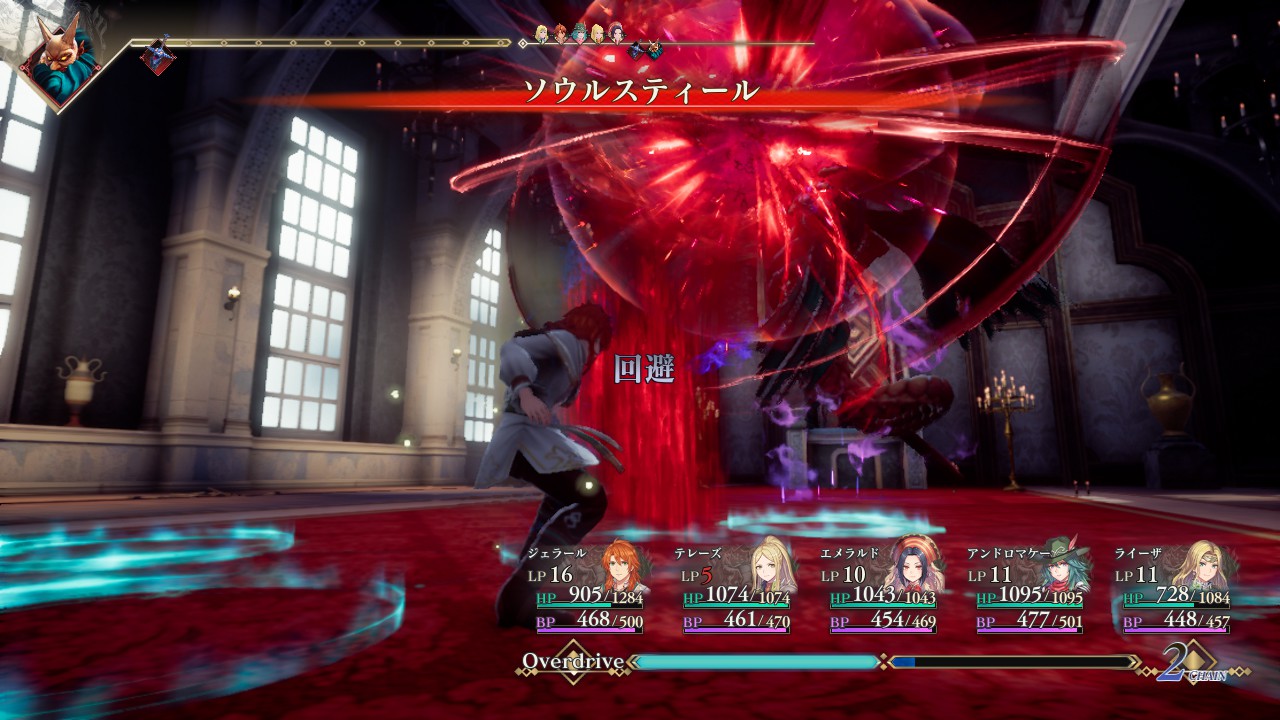 ソウルスティール
回避
ジェラール
LP 16
HP 905/1284
BP 468/500
テレーズ
LP 5
HP 1074/1074
BP 461/470
エメラルド
LP 10
HP 1043/1043
BP 454/469
アンドロマケー
LP 11
HP 1095/1095
BP 477/501
ライーザ
LP 11
HP 728/1084
BP 448/457
Overdrive
2 CHAIN